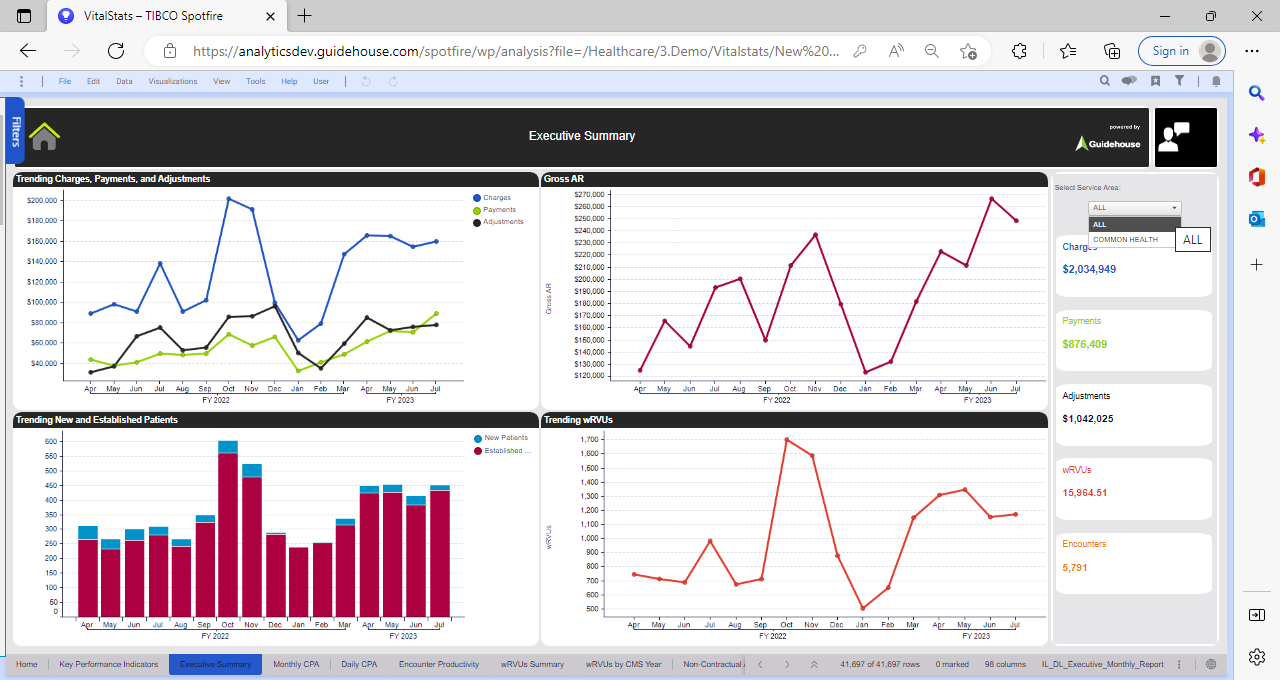 VitalStats – TIBCO Spotfire
https://analyticsdev.guidehouse.com/spotfire/wp/analysis?file=/Healthcare/3.Demo/Vitalstats/New%20...
Sign in
File Edit Data Visualizations View Tools Help User
Filters
Executive Summary
powered by
Guidehouse
Trending Charges, Payments, and Adjustments
$200,000
$180,000
$160,000
$140,000
$120,000
$100,000
$80,000
$60,000
$40,000
Apr May Jun Jul Aug Sep Oct Nov Dec Jan Feb Mar Apr May Jun Jul
FY 2022 FY 2023
Charges
Payments
Adjustments
Gross AR
$270,000
$260,000
$250,000
$240,000
$230,000
$220,000
$210,000
$200,000
$190,000
$180,000
$170,000
$160,000
$150,000
$140,000
$130,000
$120,000
Gross AR
Apr May Jun Jul Aug Sep Oct Nov Dec Jan Feb Mar Apr May Jun Jul
FY 2022 FY 2023
Select Service Area:
ALL
ALL
COMMON HEALTH
ALL
Charges
$2,034,949
Payments
$876,409
Adjustments
$1,042,025
wRVUs
15,964.51
Encounters
5,791
Trending New and Established Patients
600
550
500
450
400
350
300
250
200
150
100
50
0
Apr May Jun Jul Aug Sep Oct Nov Dec Jan Feb Mar Apr May Jun Jul
FY 2022 FY 2023
New Patients
Established ...
Trending wRVUs
1,700
1,600
1,500
1,400
1,300
1,200
1,100
1,000
900
800
700
600
500
wRVUs
Apr May Jun Jul Aug Sep Oct Nov Dec Jan Feb Mar Apr May Jun Jul
FY 2022 FY 2023
Home Key Performance Indicators Executive Summary Monthly CPA Daily CPA Encounter Productivity wRVUs Summary wRVUs by CMS Year Non-Contractual 41,697 of 41,697 rows 0 marked 98 columns IL_DL_Executive_Monthly_Report